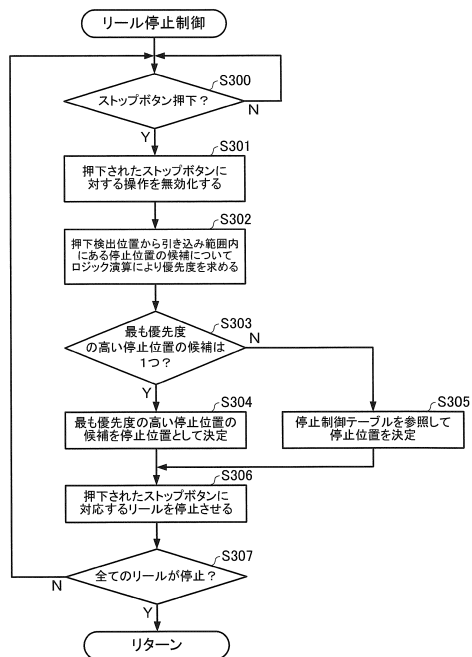 リール停止制御
S300
ストップボタン押下?
N
Y
S301
押下されたストップボタンに
対する操作を無効化する
S302
押下検出位置から引き込み範囲内
にある停止位置の候補について
ロジック演算により優先度を求める
S303
最も優先度
の高い停止位置の候補は
1つ?
N
Y
S304
最も優先度の高い停止位置の
候補を停止位置として決定
S305
停止制御テーブルを参照して
停止位置を決定
S306
押下されたストップボタンに
対応するリールを停止させる
S307
全てのリールが停止?
N
Y
リターン